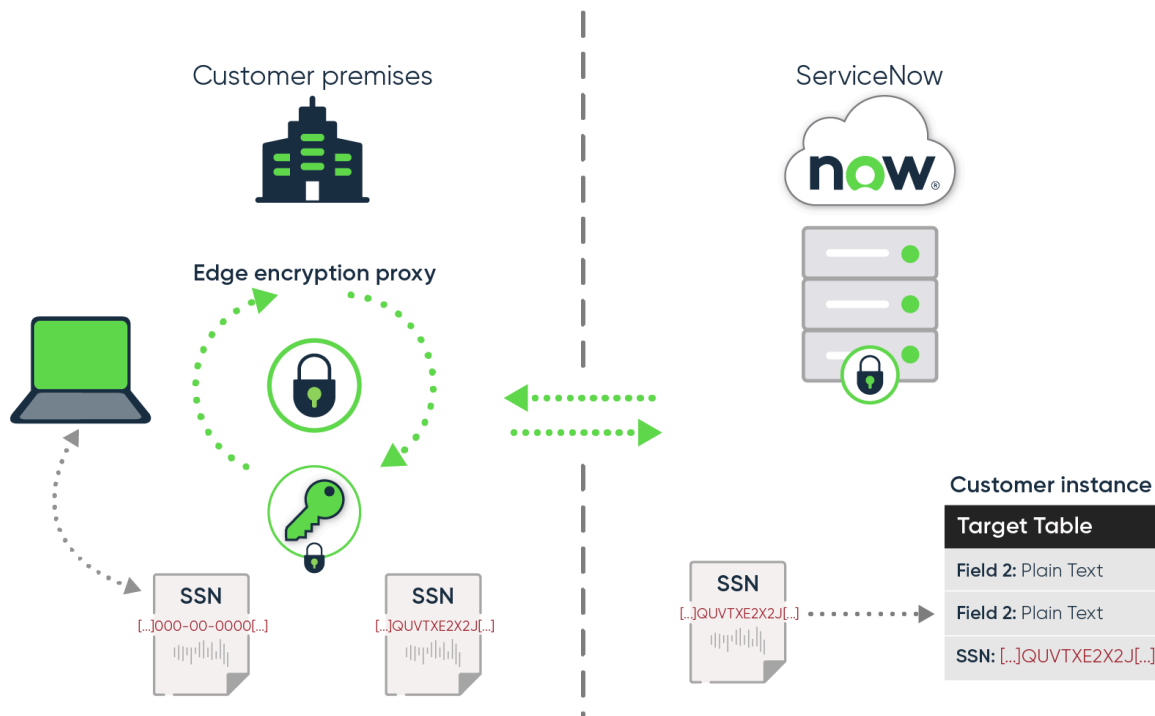 Customer premises
ServiceNow
now®
Edge encryption proxy
Customer instance
Target Table
Field 2: Plain Text
Field 2: Plain Text
SSN: [...]QUVTXE2X2J[...]
SSN
[...]000-00-0000[...]
SSN
[...]QUVTXE2X2J[...]
SSN
[...]QUVTXE2X2J[...]